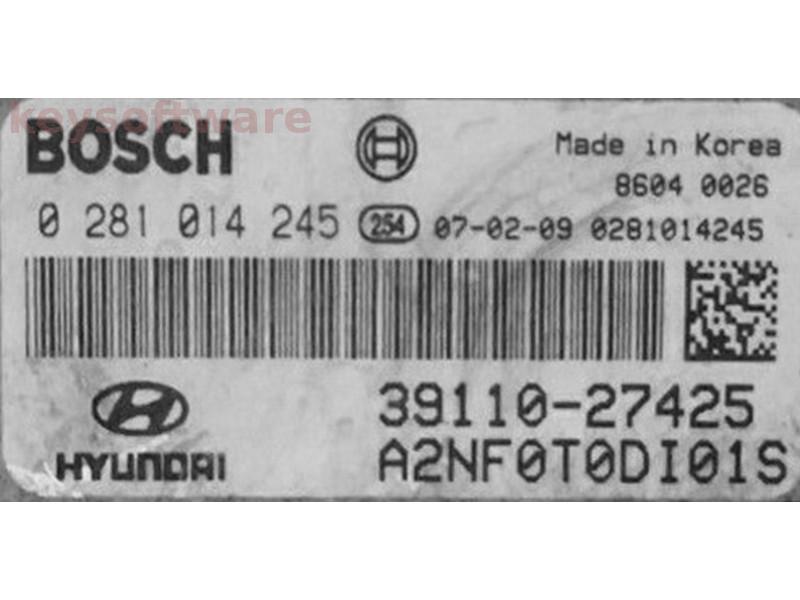 keysoftware
BOSCH
Made in Korea
8604 0026
0 281 014 245 254 07-02-09 0281014245
39110-27425
HYUNDAI
A2NF0T0DI01S